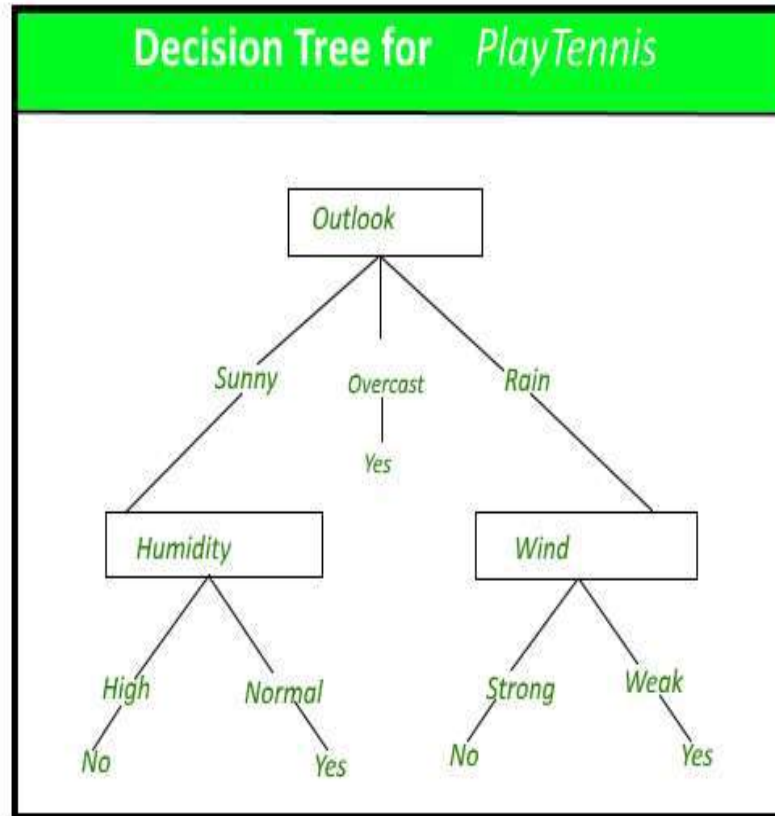 Decision Tree for PlayTennis
Outlook
Sunny
Overcast
Rain
Yes
Humidity
Wind
High
Normal
Strong
Weak
No
Yes
No
Yes